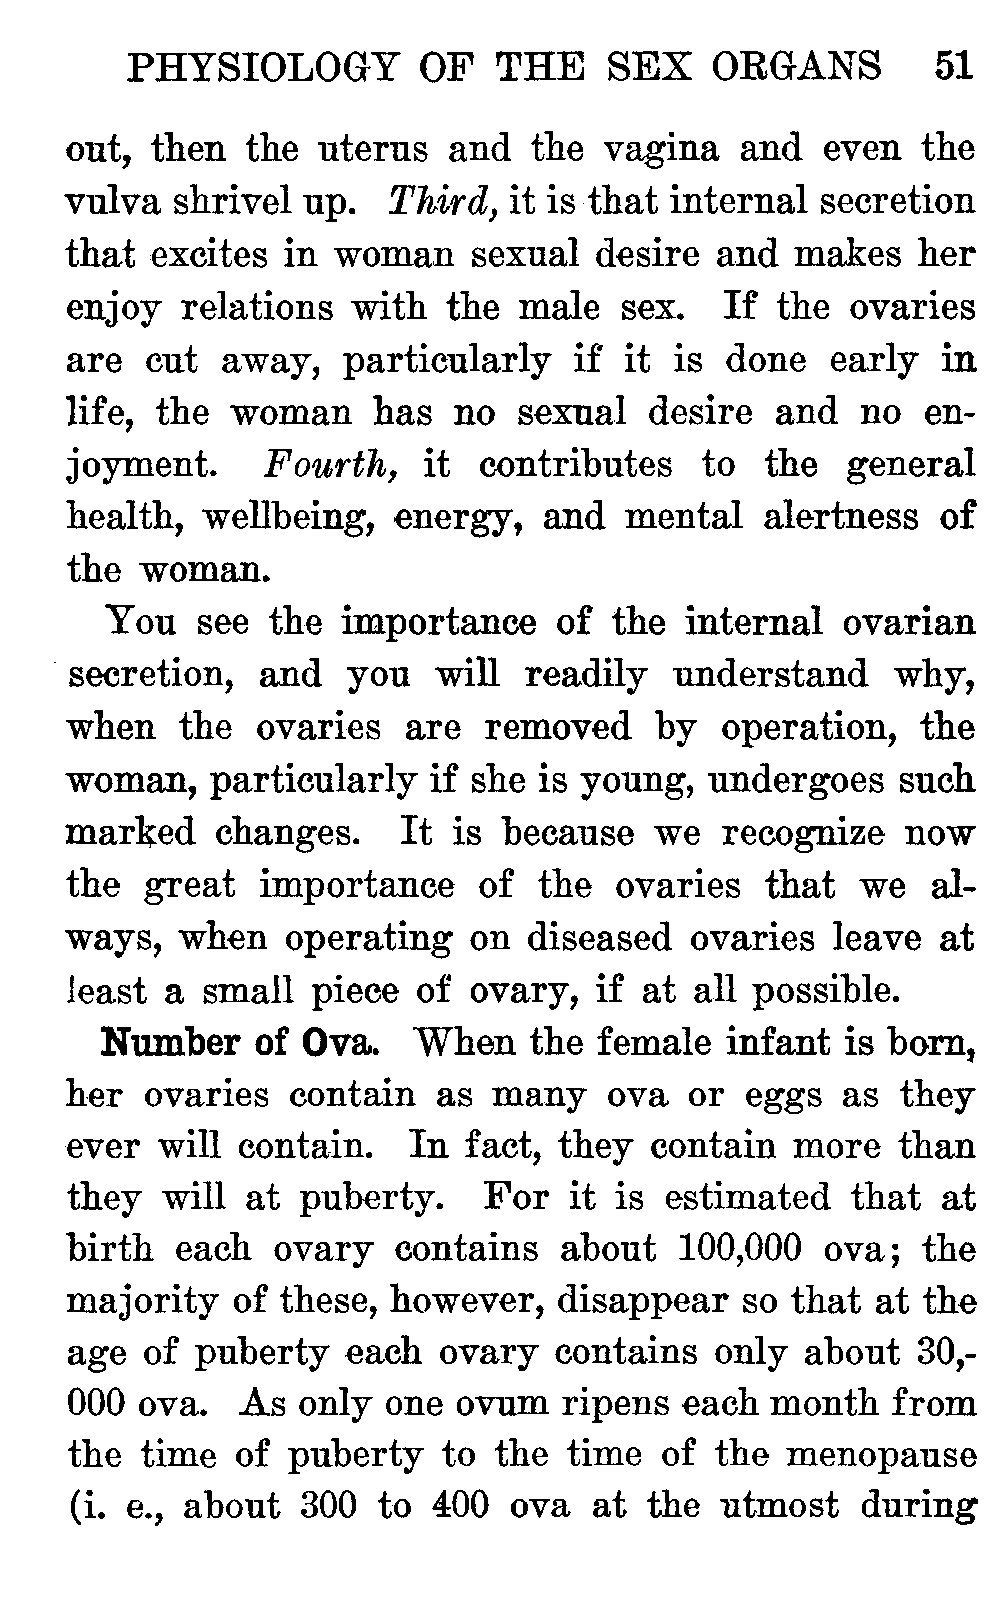 PHYSIOLOGY OF THE SEX ORGANS 51
out, then the uterus and the vagina and even the
vulva shrivel up. Third, it is that internal secretion
that excites in woman sexual desire and makes her
enjoy relations with the male sex. If the ovaries
are cut away, particularly if it is done early in
life, the woman has no sexual desire and no en-
joyment. Fourth, it contributes to the general
health, wellbeing, energy, and mental alertness of
the woman.
You see the importance of the internal ovarian
secretion, and you will readily understand why,
when the ovaries are removed by operation, the
woman, particularly if she is young, undergoes such
marked changes. It is because we recognize now
the great importance of the ovaries that we al-
ways, when operating on diseased ovaries leave at
least a small piece of ovary, if at all possible.
Number of Ova. When the female infant is born,
her ovaries contain as many ova or eggs as they
ever will contain. In fact, they contain more than
they will at puberty. For it is estimated that at
birth each ovary contains about 100,000 ova; the
majority of these, however, disappear so that at the
age of puberty each ovary contains only about 30,-
000 ova. As only one ovum ripens each month from
the time of puberty to the time of the menopause
(i. e., about 300 to 400 ova at the utmost during